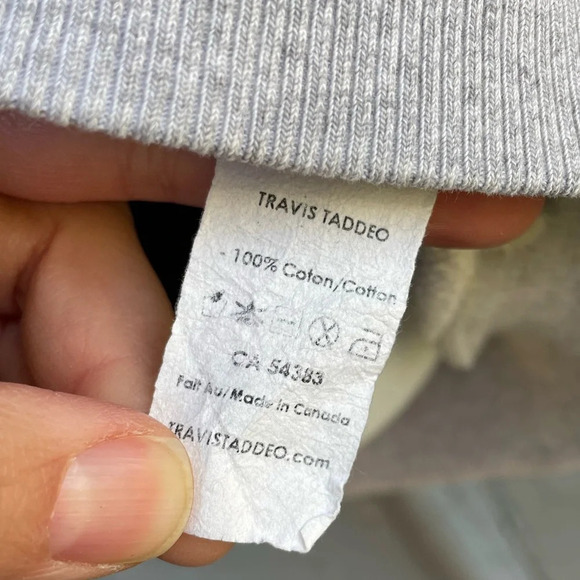 TRAVIS TADDEO
- 100% Coton/Cotton
CA 54383
Fait Au/Made in Canada
TRAVISTADDEO.com